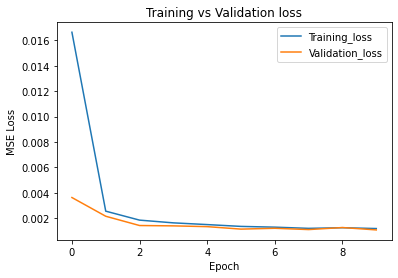 Training vs Validation loss
Training_loss
Validation_loss
MSE Loss
0.016
0.014
0.012
0.010
0.008
0.006
0.004
0.002
0 2 4 6 8
Epoch